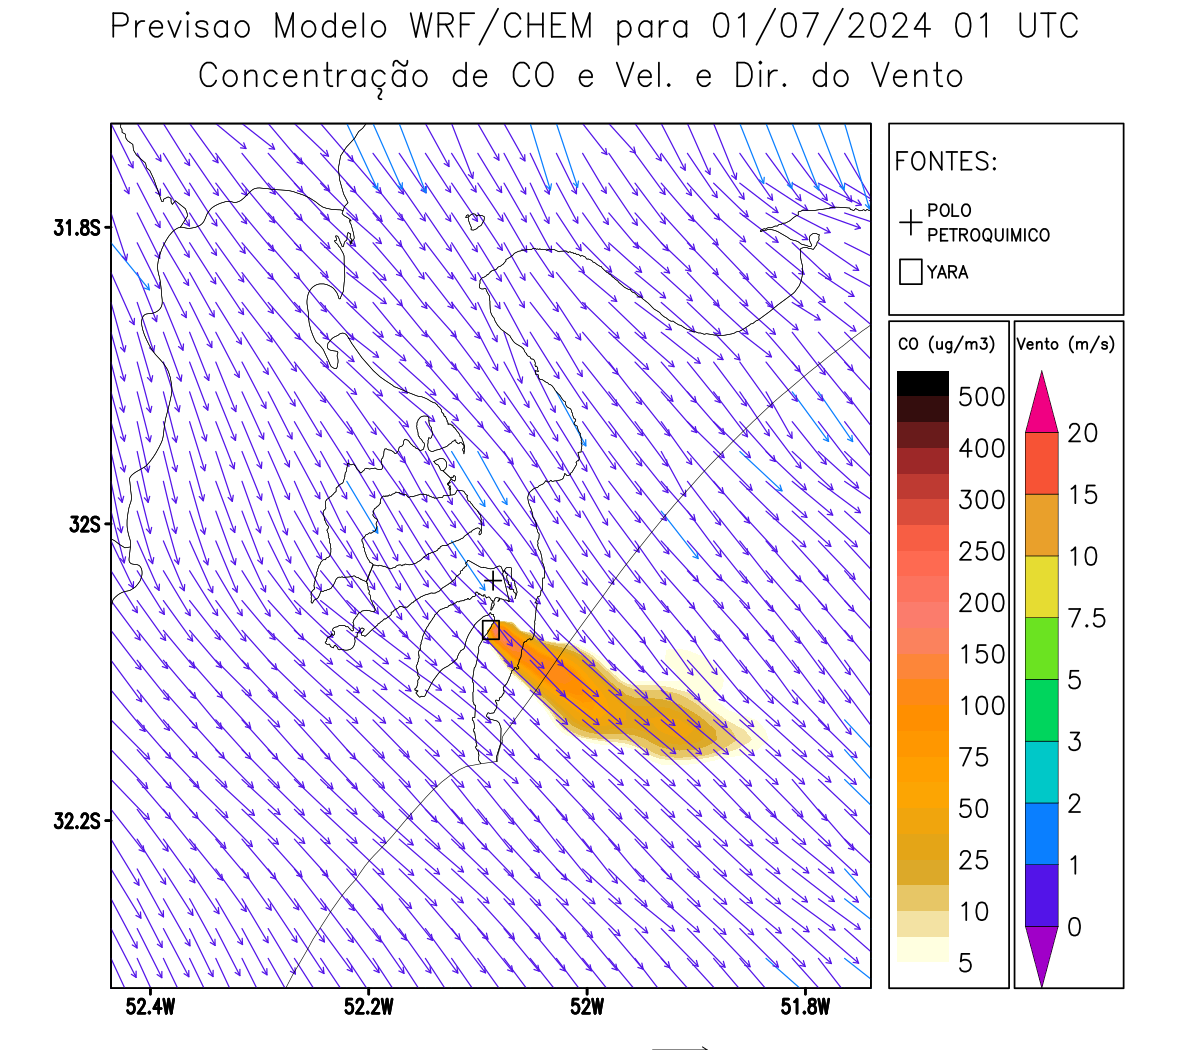 Previsao Modelo WRF/CHEM para 01/07/2024 01 UTC
Concentração de CO e Vel. e Dir. do Vento
FONTES:
POLO
PETROQUIMICO
YARA
31.8S
32S
32.2S
52.4W
52.2W
52W
51.8W
CO (ug/m3)
500
400
300
250
200
150
100
75
50
25
10
5
Vento (m/s)
20
15
10
7.5
5
3
2
1
0